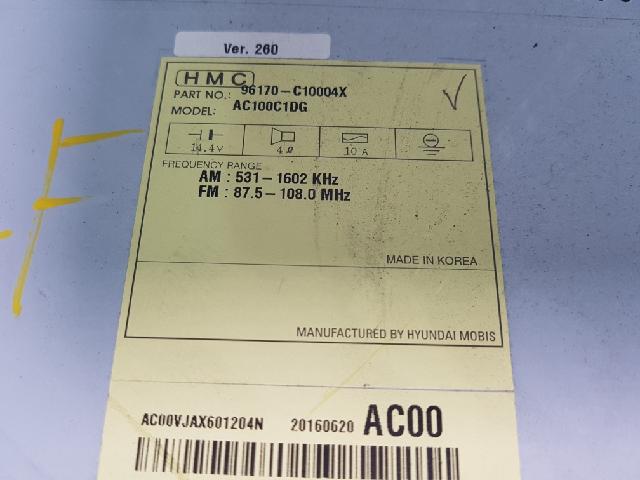 Ver. 260
HMC
PART NO.: 96170-C10004X
MODEL: AC100C1DG
14.4V 4Ω 10A
FREQUENCY RANGE
AM : 531-1602 KHz
FM : 87.5-108.0 MHz
MADE IN KOREA
MANUFACTURED BY HYUNDAI MOBIS
AC00VJAX601204N 20160620 AC00